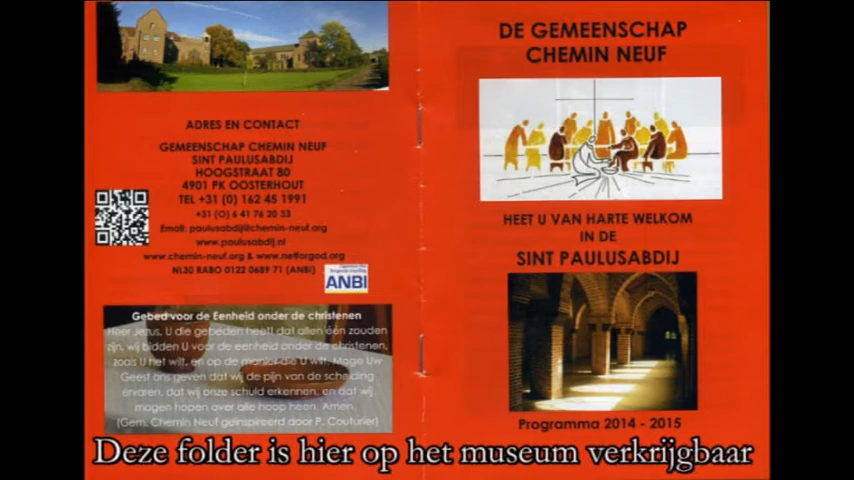 ADRES EN CONTACT
GEMEENSCHAP CHEMIN NEUF
SINT PAULUSABDIJ
HOOGSTRAAT 80
4901 PK OOSTERHOUT
TEL +31 (0) 162 45 1991
+31 (0) 6 41 76 20 33
Email: paulusabdij@chemin-neuf.org
www.paulusabdij.nl
www.chemin-neuf.org & www.netforgod.org
NL30 RABO 0122 0689 71 (ANBI)
ANBI
Gebed voor de Eenheid onder de christenen
Heer Jezus, U die gebeden heeft dat allen één zouden
zijn, wij bidden U voor de eenheid onder de christenen,
zoals U het wilt, en op de manier die U wilt. Moge Uw
Geest ons geven dat wij de pijn van de scheiding
ervaren, dat wij onze schuld erkennen, en dat wij
mogen hopen over alle hoop heen. Amen.
(Gem. Chemin Neuf geïnspireerd door P. Couturier)
DE GEMEENSCHAP
CHEMIN NEUF
HEET U VAN HARTE WELKOM
IN DE
SINT PAULUSABDIJ
Programma 2014 - 2015
Deze folder is hier op het museum verkrijgbaar